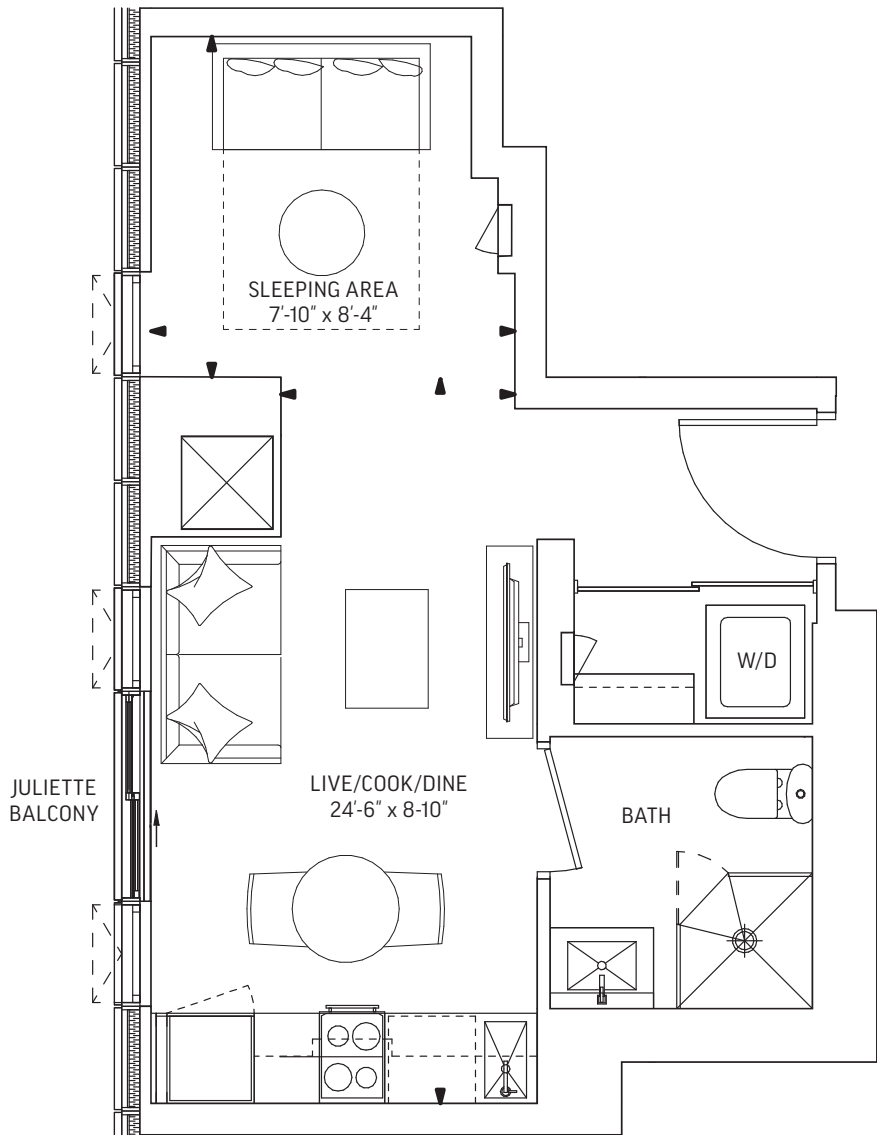 SLEEPING AREA
7'-10" x 8'-4"
W/D
JULIETTE
BALCONY
LIVE/COOK/DINE
24'-6" x 8-10"
BATH